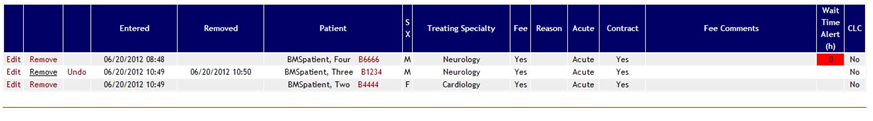 Entered Removed Patient S X Treating Specialty Fee Reason Acute Contract Fee Comments Wait Time Alert (h) CLC
Edit Remove 06/20/2012 08:48 BMSpatient, Four B6666 M Neurology Yes Acute Yes 0 No
Edit Remove Undo 06/20/2012 10:49 06/20/2012 10:50 BMSpatient, Three B1234 M Neurology Yes Acute Yes No
Edit Remove 06/20/2012 10:49 BMSpatient, Two B4444 F Cardiology Yes Acute Yes No